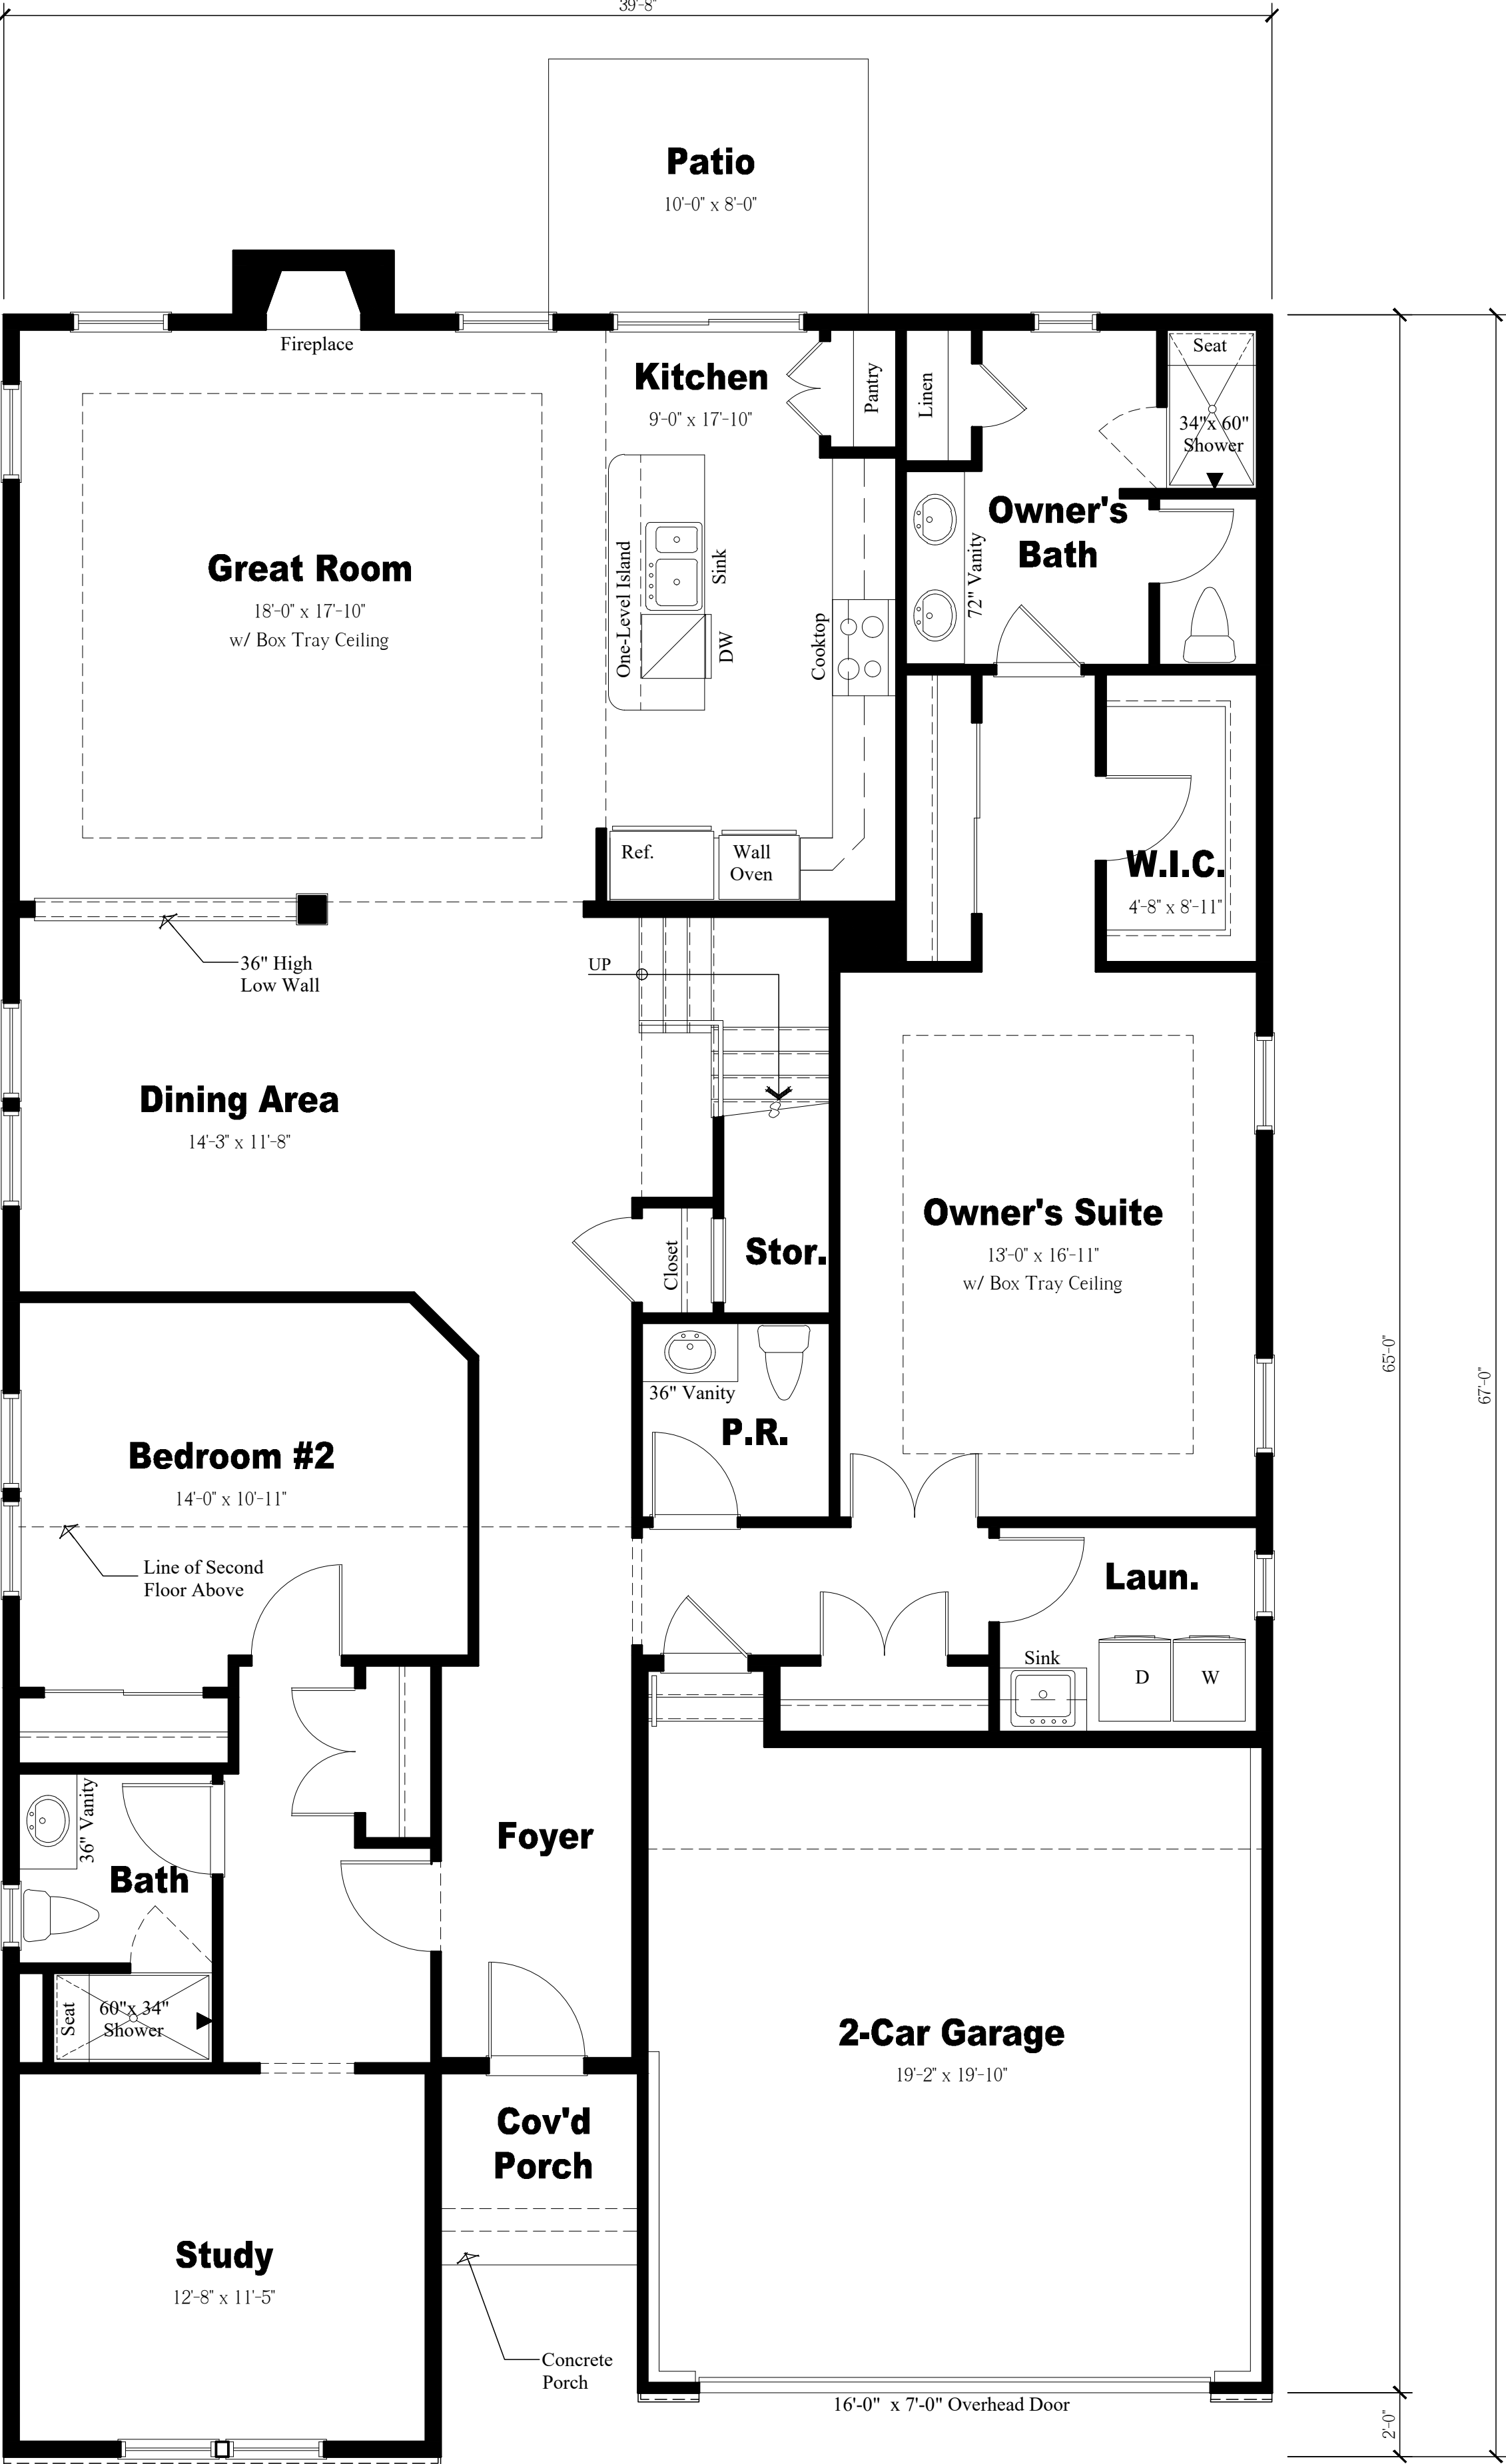 39'-8"
Patio
10'-0" x 8'-0"
Fireplace
Kitchen
9'-0" x 17'-10"
Pantry
Linen
Seat
34"x 60"
Shower
Great Room
18'-0" x 17'-10"
w/ Box Tray Ceiling
One-Level Island
Sink
DW
Cooktop
72" Vanity
Owner's
Bath
Ref.
Wall
Oven
W.I.C.
4'-8" x 8'-11"
36" High
Low Wall
UP
Dining Area
14'-3" x 11'-8"
Closet
Stor.
Owner's Suite
13'-0" x 16'-11"
w/ Box Tray Ceiling
65'-0"
67'-0"
36" Vanity
P.R.
Bedroom #2
14'-0" x 10'-11"
Line of Second
Floor Above
Laun.
Sink
D
W
36" Vanity
Bath
Foyer
Seat
60"x 34"
Shower
2-Car Garage
19'-2" x 19'-10"
Cov'd
Porch
Study
12'-8" x 11'-5"
Concrete
Porch
16'-0" x 7'-0" Overhead Door
2'-0"